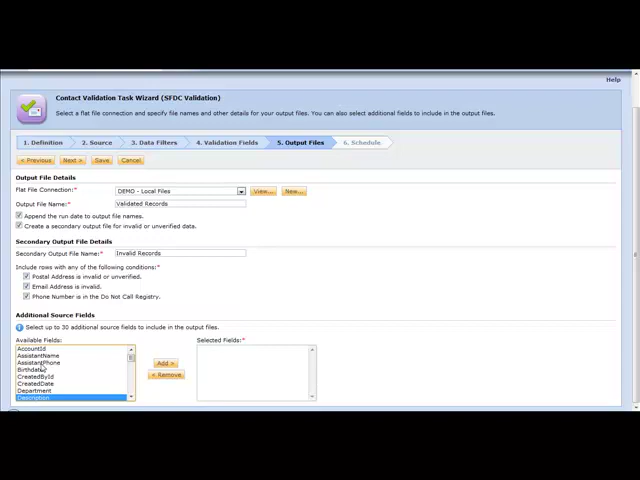 Help
Contact Validation Task Wizard (SFDC Validation)
Select a flat file connection and specify file names and other details for your output files. You can also select additional fields to include in the output files.
1. Definition 2. Source 3. Data Filters 4. Validation Fields 5. Output Files 6. Schedule
< Previous Next > Save Cancel
Output File Details
Flat File Connection:* DEMO - Local Files View... New...
Output File Name:* Validated Records
Append the run date to output file names.
Create a secondary output file for invalid or unverified data.
Secondary Output File Details
Secondary Output File Name:* Invalid Records
Include rows with any of the following conditions:*
Postal Address is invalid or unverified.
Email Address is invalid.
Phone Number is in the Do Not Call Registry.
Additional Source Fields
Select up to 30 additional source fields to include in the output files.
Available Fields: Selected Fields:*
AccountId
AssistantName
AssistantPhone
Birthdate
CreatedById
CreatedDate
Department
Description
Add >
< Remove